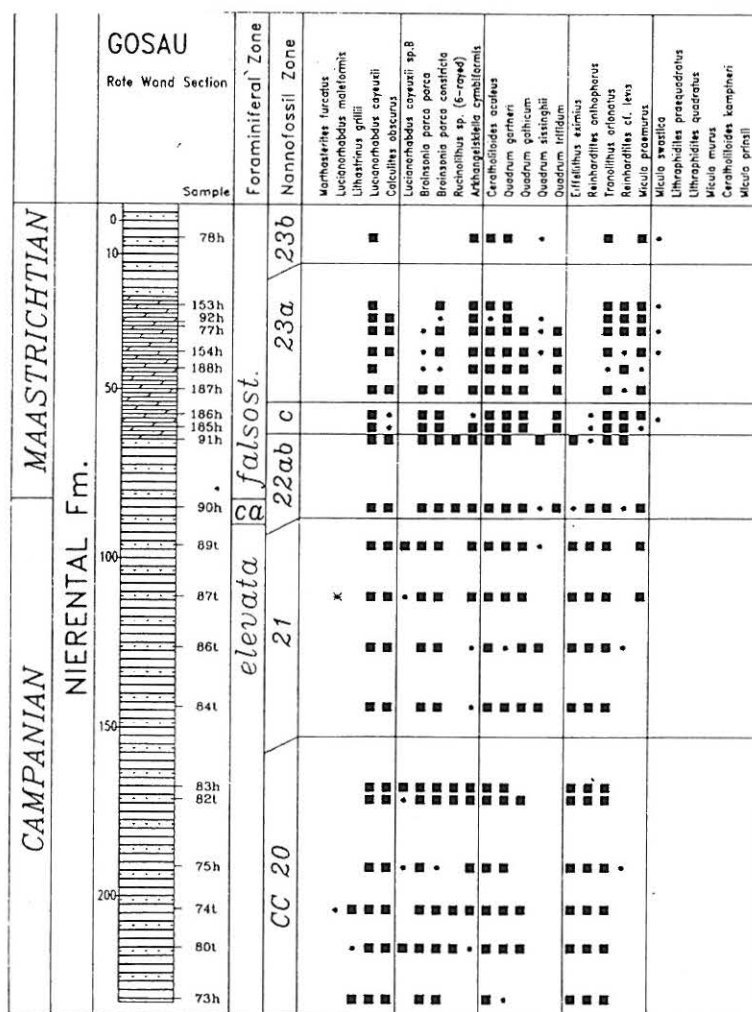 GOSAU
Rote Wand Section
Sample
Foraminiferal Zone
Nannofossil Zone
Marthasterites furcatus
Lucianorhabdus maleformis
Lithastrinus grillii
Lucianorhabdus cayeuxii
Calculites obscurus
Lucianorhabdus cayeuxii sp.B
Broinsonia parca parca
Broinsonia parca constricta
Rucinolithus sp. (6-rayed)
Arkhangelskiella cymbiformis
Ceratholiloides aculeus
Quadrum gartneri
Quadrum gothicum
Quadrum sissinghii
Quadrum trifidum
Eiffellithus eximius
Reinhardtites anthophorus
Tranolithus orionatus
Reinhardtites cf. levis
Micula praemurus
Micula swastica
Lithraphidites praequadratus
Lithraphidites quadratus
Micula murus
Ceratholiloides kamptneri
Micula prinsii
MAASTRICHTIAN
CAMPANIAN
NIERENTAL Fm.
0
10
50
100
150
200
78h
153h
92h
77h
154h
188h
187h
186h
185h
91h
90h
89t
87t
86t
84t
83h
82t
75h
74t
80t
73h
falsost.
ca
elevata
23b
23a
c
22ab
21
CC 20